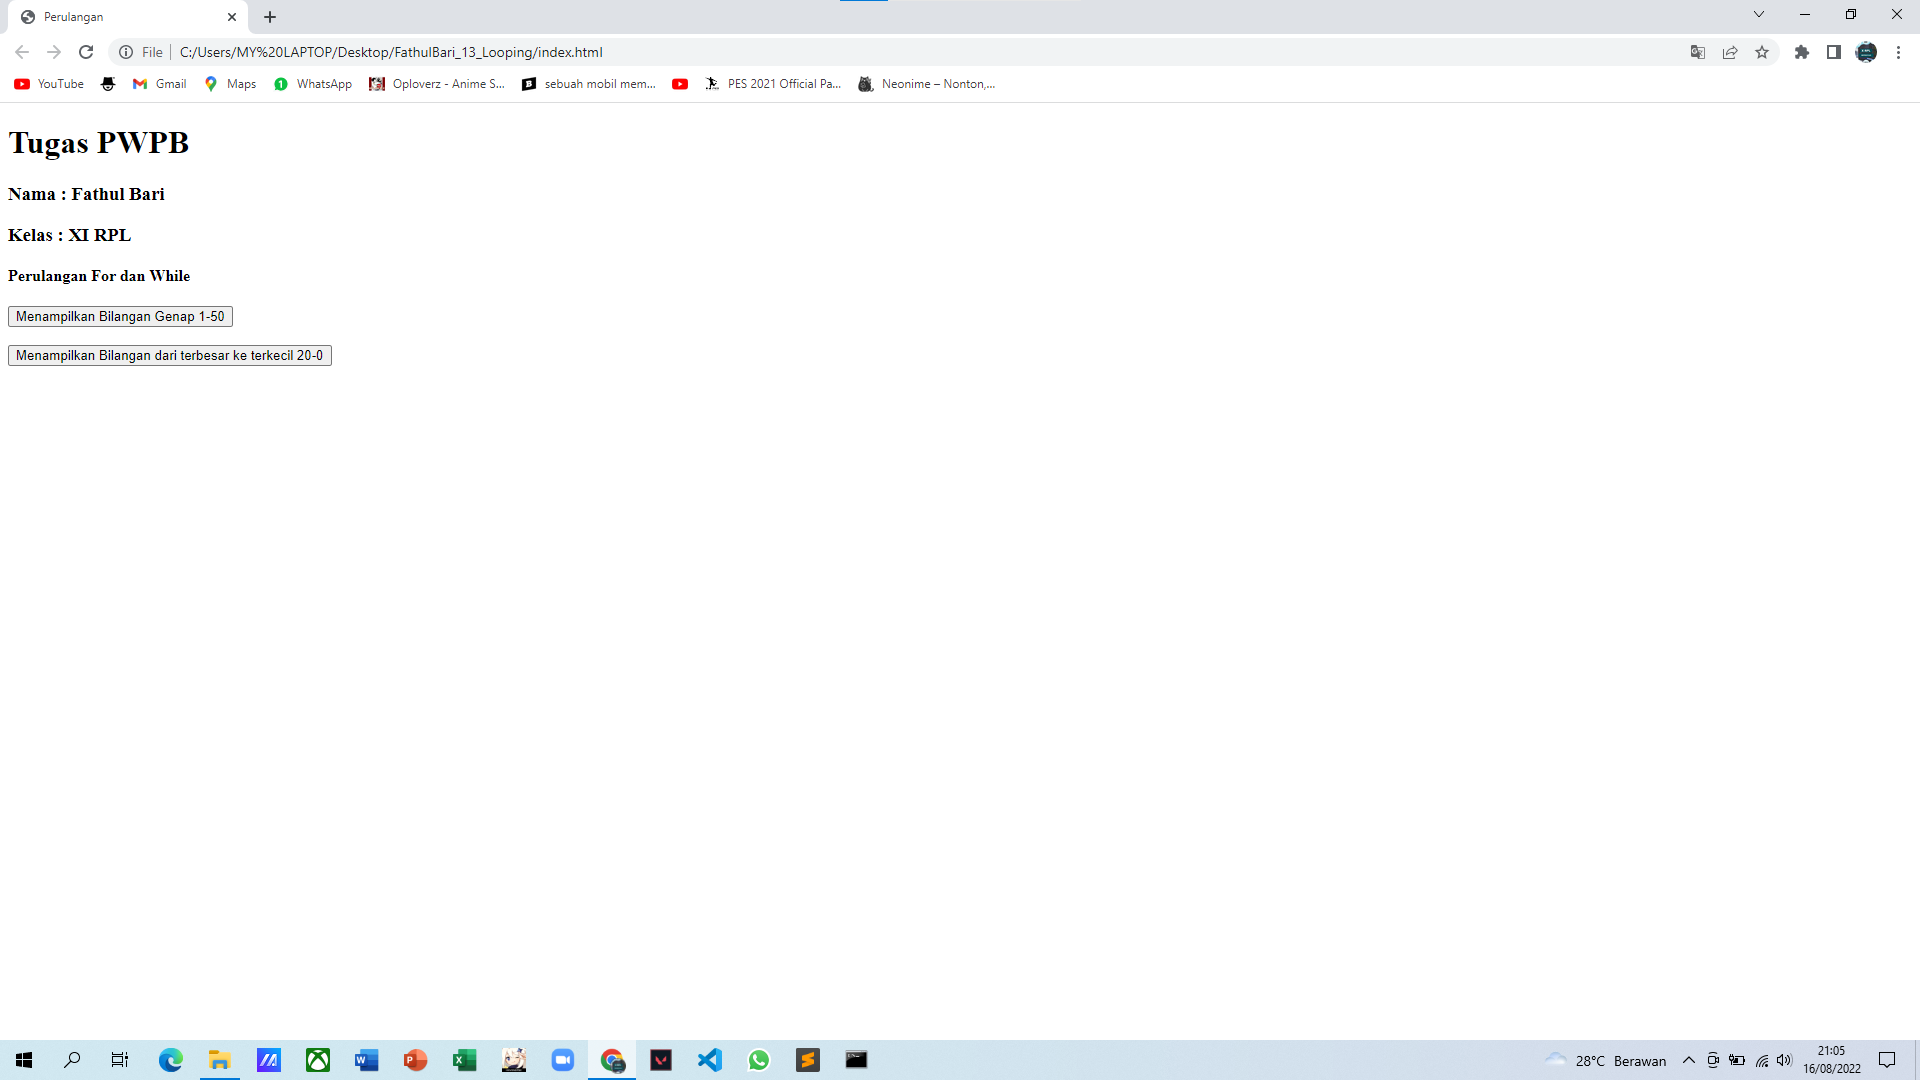 Perulangan
File
C:/Users/MY%20LAPTOP/Desktop/FathulBari_13_Looping/index.html
YouTube
Gmail
Maps
WhatsApp
Oploverz - Anime S...
sebuah mobil mem...
PES 2021 Official Pa...
Neonime – Nonton,...
Tugas PWPB
Nama : Fathul Bari
Kelas : XI RPL
Perulangan For dan While
Menampilkan Bilangan Genap 1-50
Menampilkan Bilangan dari terbesar ke terkecil 20-0
28°C Berawan
21:05
16/08/2022